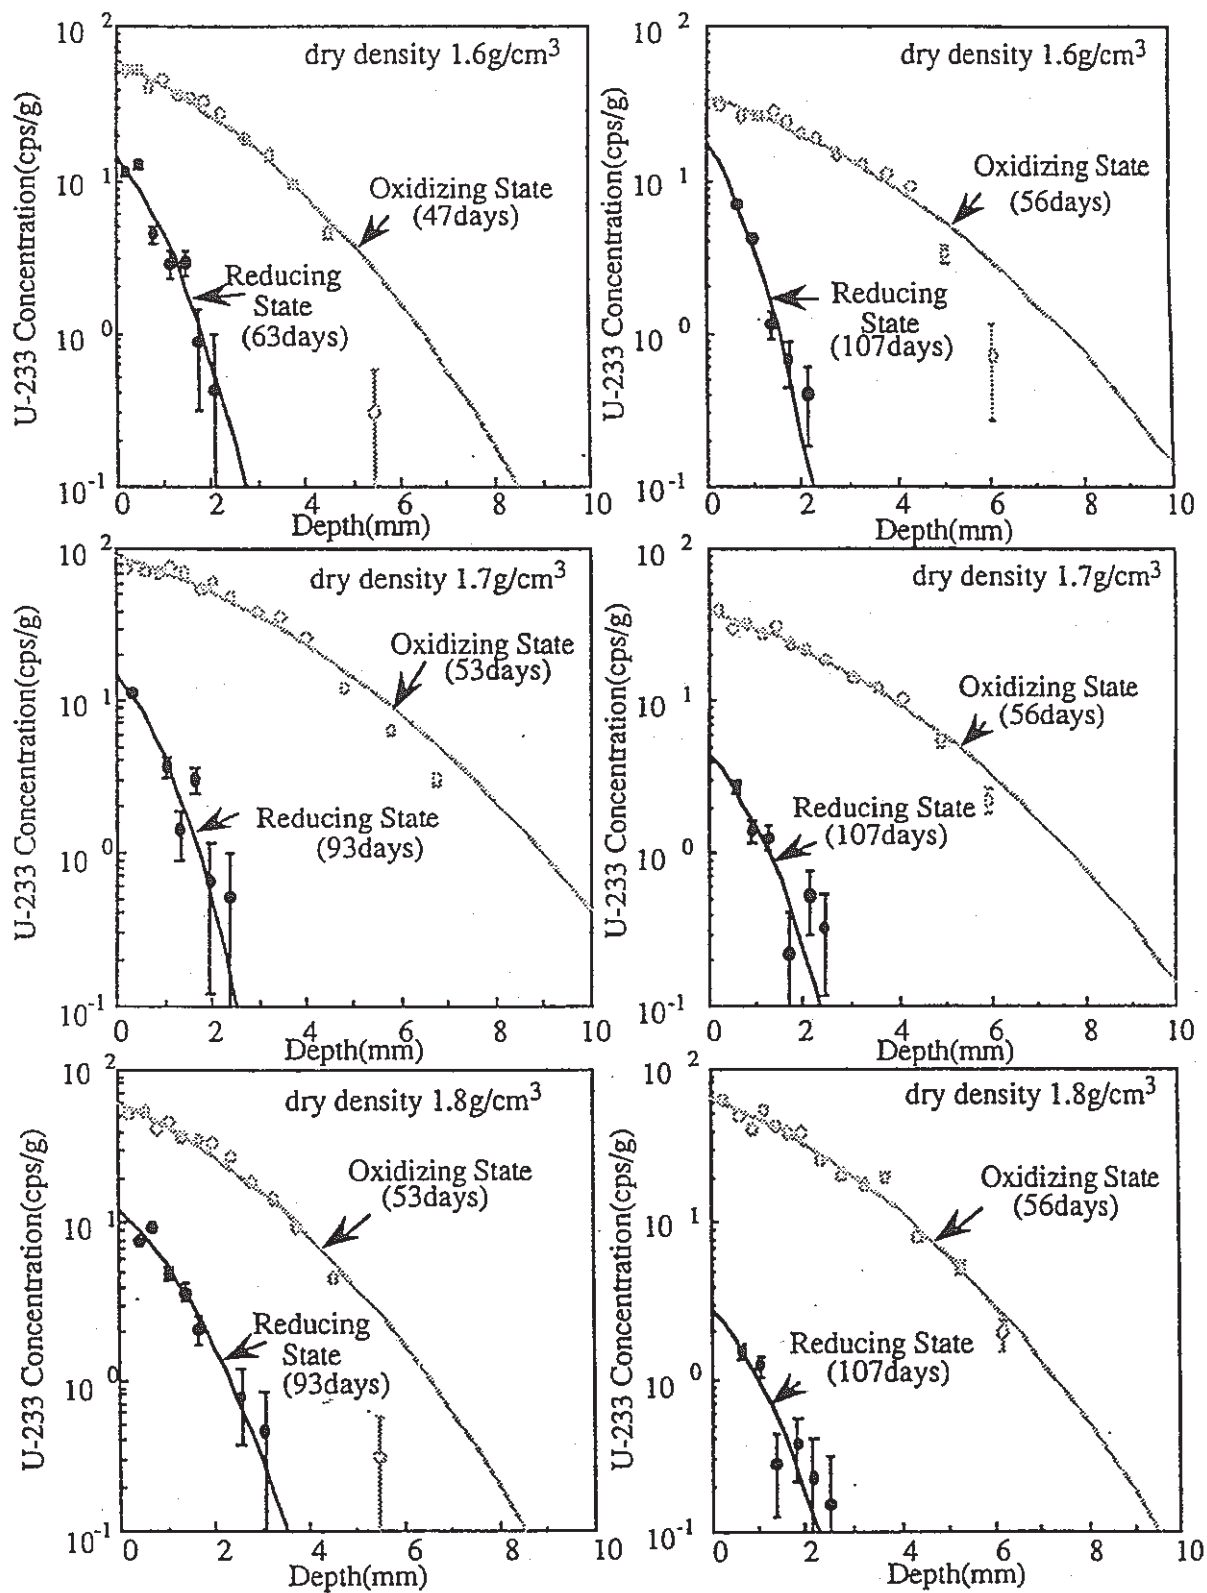 U-233 Concentration(cps/g)
10 2
10 1
10 0
10-1
dry density 1.6g/cm3
Oxidizing State
(47days)
Reducing
State
(63days)
0 2 4 6 8 10
Depth(mm)
U-233 Concentration(cps/g)
10 2
10 1
10 0
10-1
dry density 1.6g/cm3
Oxidizing State
(56days)
Reducing
State
(107days)
0 2 4 6 8 10
Depth(mm)
U-233 Concentration(cps/g)
10 2
10 1
10 0
10-1
dry density 1.7g/cm3
Oxidizing State
(53days)
Reducing State
(93days)
0 2 4 6 8 10
Depth(mm)
U-233 Concentration(cps/g)
10 2
10 1
10 0
10-1
dry density 1.7g/cm3
Oxidizing State
(56days)
Reducing State
(107days)
0 2 4 6 8 10
Depth(mm)
U-233 Concentration(cps/g)
10 2
10 1
10 0
10-1
dry density 1.8g/cm3
Oxidizing State
(53days)
Reducing
State
(93days)
0 2 4 6 8 10
Depth(mm)
U-233 Concentration(cps/g)
10 2
10 1
10 0
10-1
dry density 1.8g/cm3
Oxidizing State
(56days)
Reducing State
(107days)
0 2 4 6 8 10
Depth(mm)